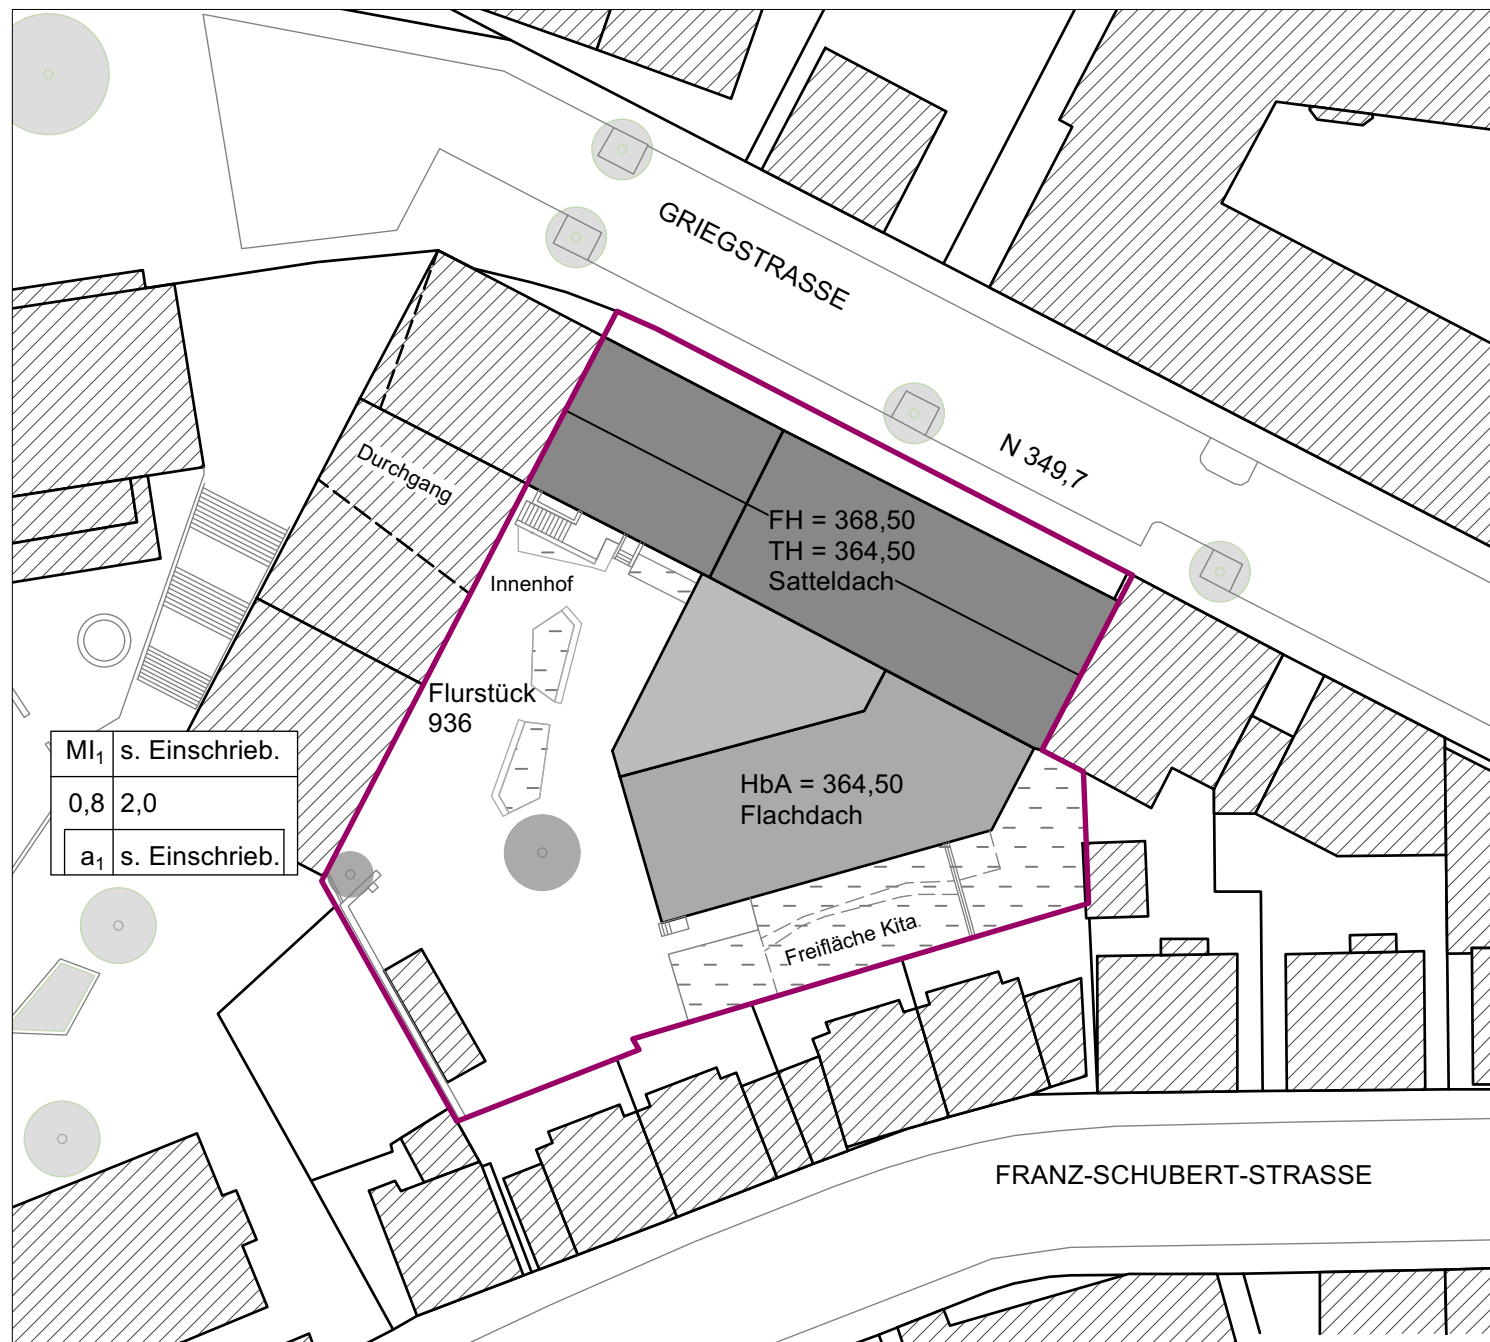 GRIEGSTRASSE
N 349,7
Durchgang
FH = 368,50
TH = 364,50
Satteldach
Innenhof
Flurstück
936
MI₁ s. Einschrieb.
0,8 2,0
a₁ s. Einschrieb.
HbA = 364,50
Flachdach
Freifläche Kita
FRANZ-SCHUBERT-STRASSE